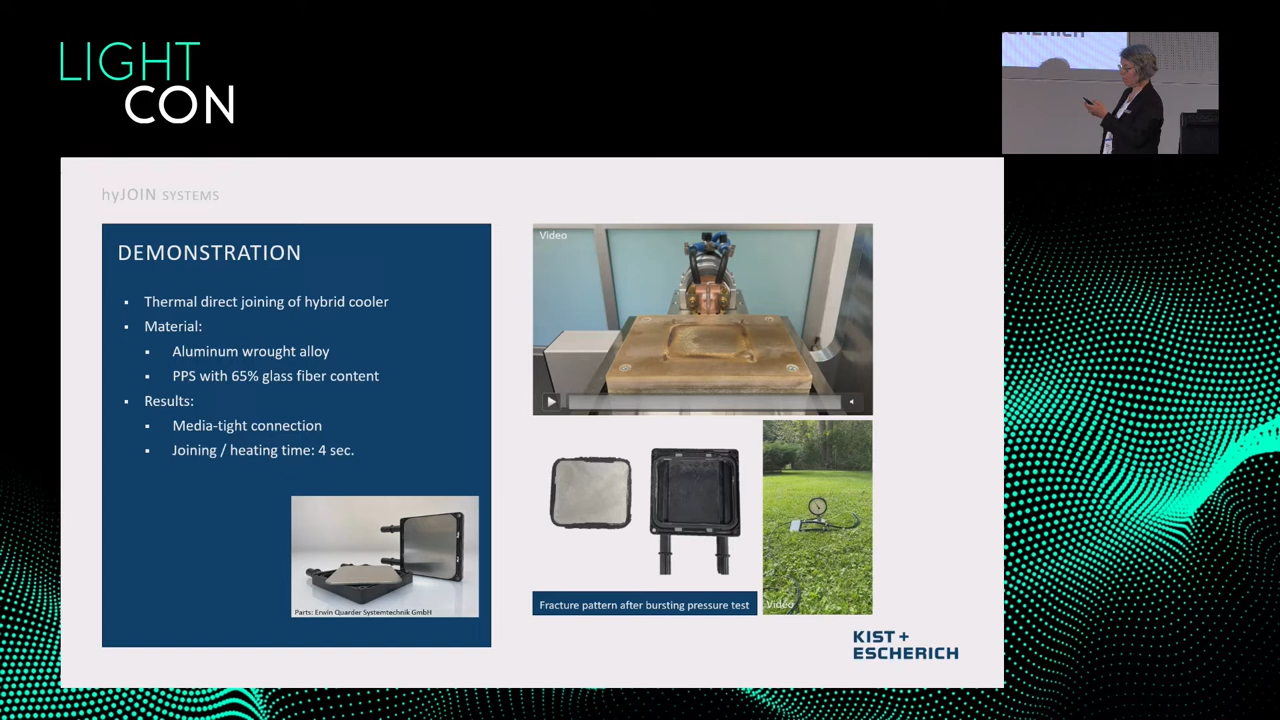 LIGHT
CON
SCHERICH
hyJOIN SYSTEMS
DEMONSTRATION
Thermal direct joining of hybrid cooler
Material:
Aluminum wrought alloy
PPS with 65% glass fiber content
Results:
Media-tight connection
Joining / heating time: 4 sec.
Parts: Erwin Quarder Systemtechnik GmbH
Video
Fracture pattern after bursting pressure test
Video
KIST +
ESCHERICH